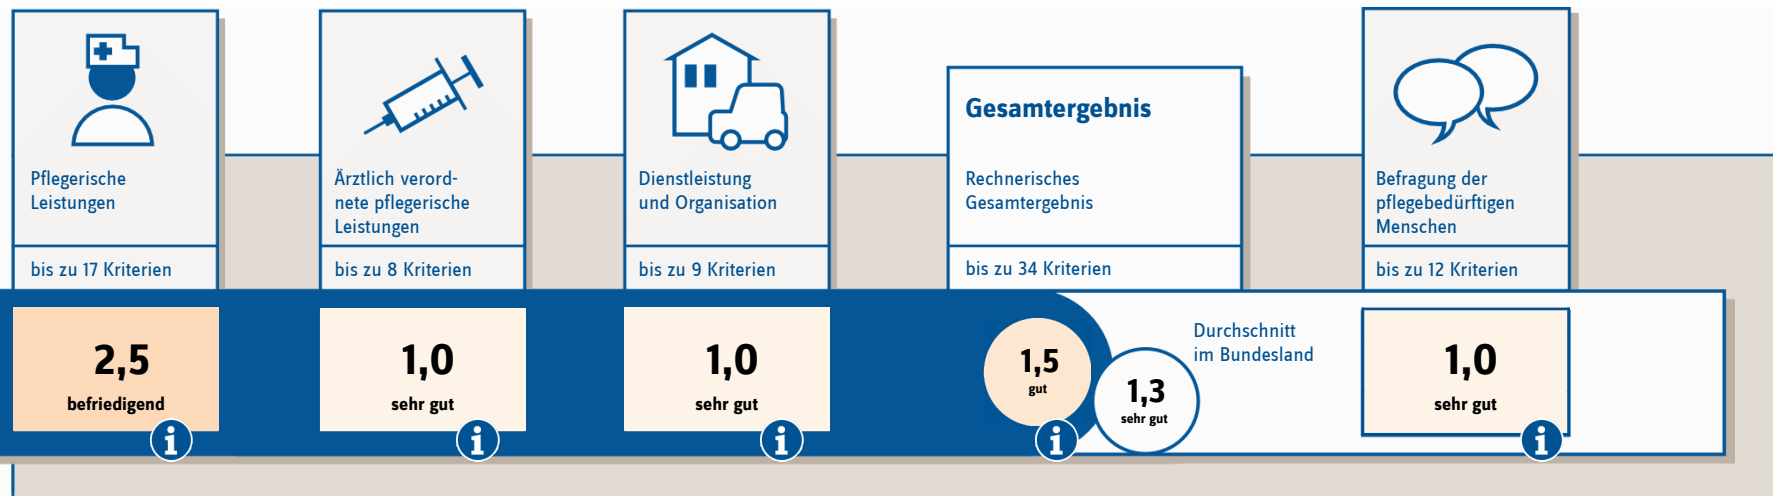 Pflegerische
Leistungen
bis zu 17 Kriterien
2,5
befriedigend
i
Ärztlich verord-
nete pflegerische
Leistungen
bis zu 8 Kriterien
1,0
sehr gut
i
Dienstleistung
und Organisation
bis zu 9 Kriterien
1,0
sehr gut
i
Gesamtergebnis
Rechnerisches
Gesamtergebnis
bis zu 34 Kriterien
1,5
gut
i
1,3
sehr gut
Durchschnitt
im Bundesland
Befragung der
pflegebedürftigen
Menschen
bis zu 12 Kriterien
1,0
sehr gut
i